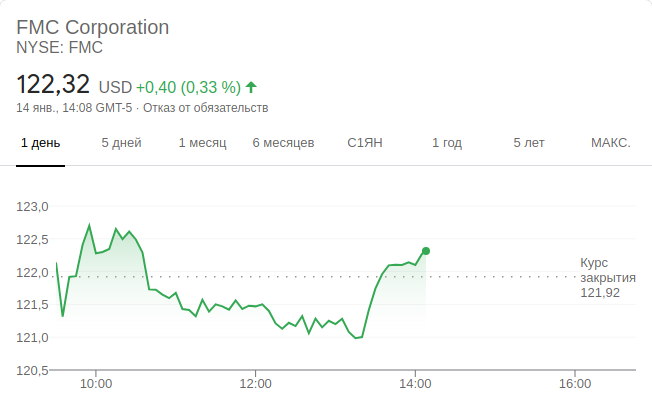 FMC Corporation
NYSE: FMC
122,32 USD +0,40 (0,33 %)
14 янв., 14:08 GMT-5 · Отказ от обязательств
1 день 5 дней 1 месяц 6 месяцев С1ЯН 1 год 5 лет МАКС.
123,0
122,5
122,0
121,5
121,0
120,5
Курс
закрытия
121,92
10:00 12:00 14:00 16:00